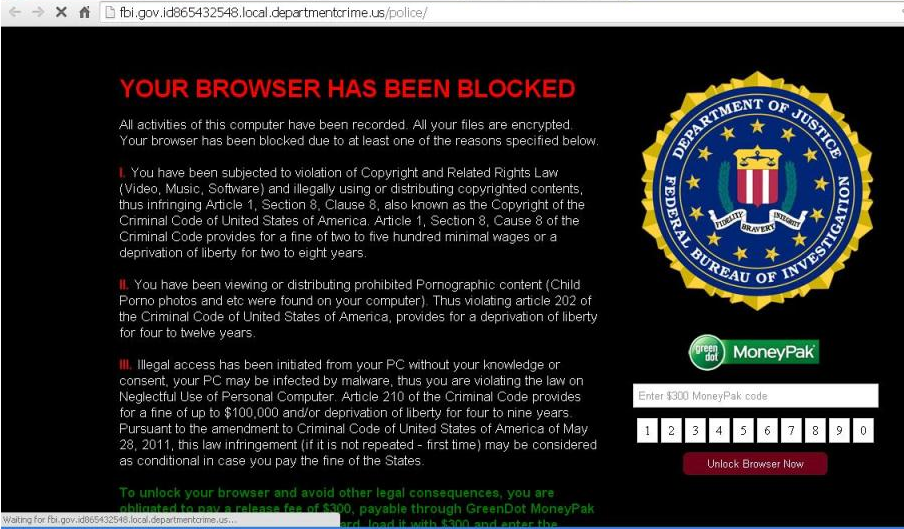 fbi.gov.id865432548.local.departmentcrime.us/police/
YOUR BROWSER HAS BEEN BLOCKED
All activities of this computer have been recorded. All your files are encrypted.
Your browser has been blocked due to at least one of the reasons specified below.
I. You have been subjected to violation of Copyright and Related Rights Law
(Video, Music, Software) and illegally using or distributing copyrighted contents,
thus infringing Article 1, Section 8, Clause 8, also known as the Copyright of the
Criminal Code of United States of America. Article 1, Section 8, Cause 8 of the
Criminal Code provides for a fine of two to five hundred minimal wages or a
deprivation of liberty for two to eight years.
II. You have been viewing or distributing prohibited Pornographic content (Child
Porno photos and etc were found on your computer). Thus violating article 202 of
the Criminal Code of United States of America, provides for a deprivation of liberty
for four to twelve years.
III. Illegal access has been initiated from your PC without your knowledge or
consent, your PC may be infected by malware, thus you are violating the law on
Neglectful Use of Personal Computer. Article 210 of the Criminal Code provides
for a fine of up to $100,000 and/or deprivation of liberty for four to nine years.
Pursuant to the amendment to Criminal Code of United States of America of May
28, 2011, this law infringement (if it is not repeated - first time) may be considered
as conditional in case you pay the fine of the States.
To unlock your browser and avoid other legal consequences, you are
obligated to pay a release fee of $300, payable through GreenDot MoneyPak
load it with $300 and enter the
Waiting for fbi.gov.id865432548.local.departmentcrime.us...
DEPARTMENT OF JUSTICE
FEDERAL BUREAU OF INVESTIGATION
FIDELITY BRAVERY INTEGRITY
green dot MoneyPak
Enter $300 MoneyPak code
1 2 3 4 5 6 7 8 9 0
Unlock Browser Now